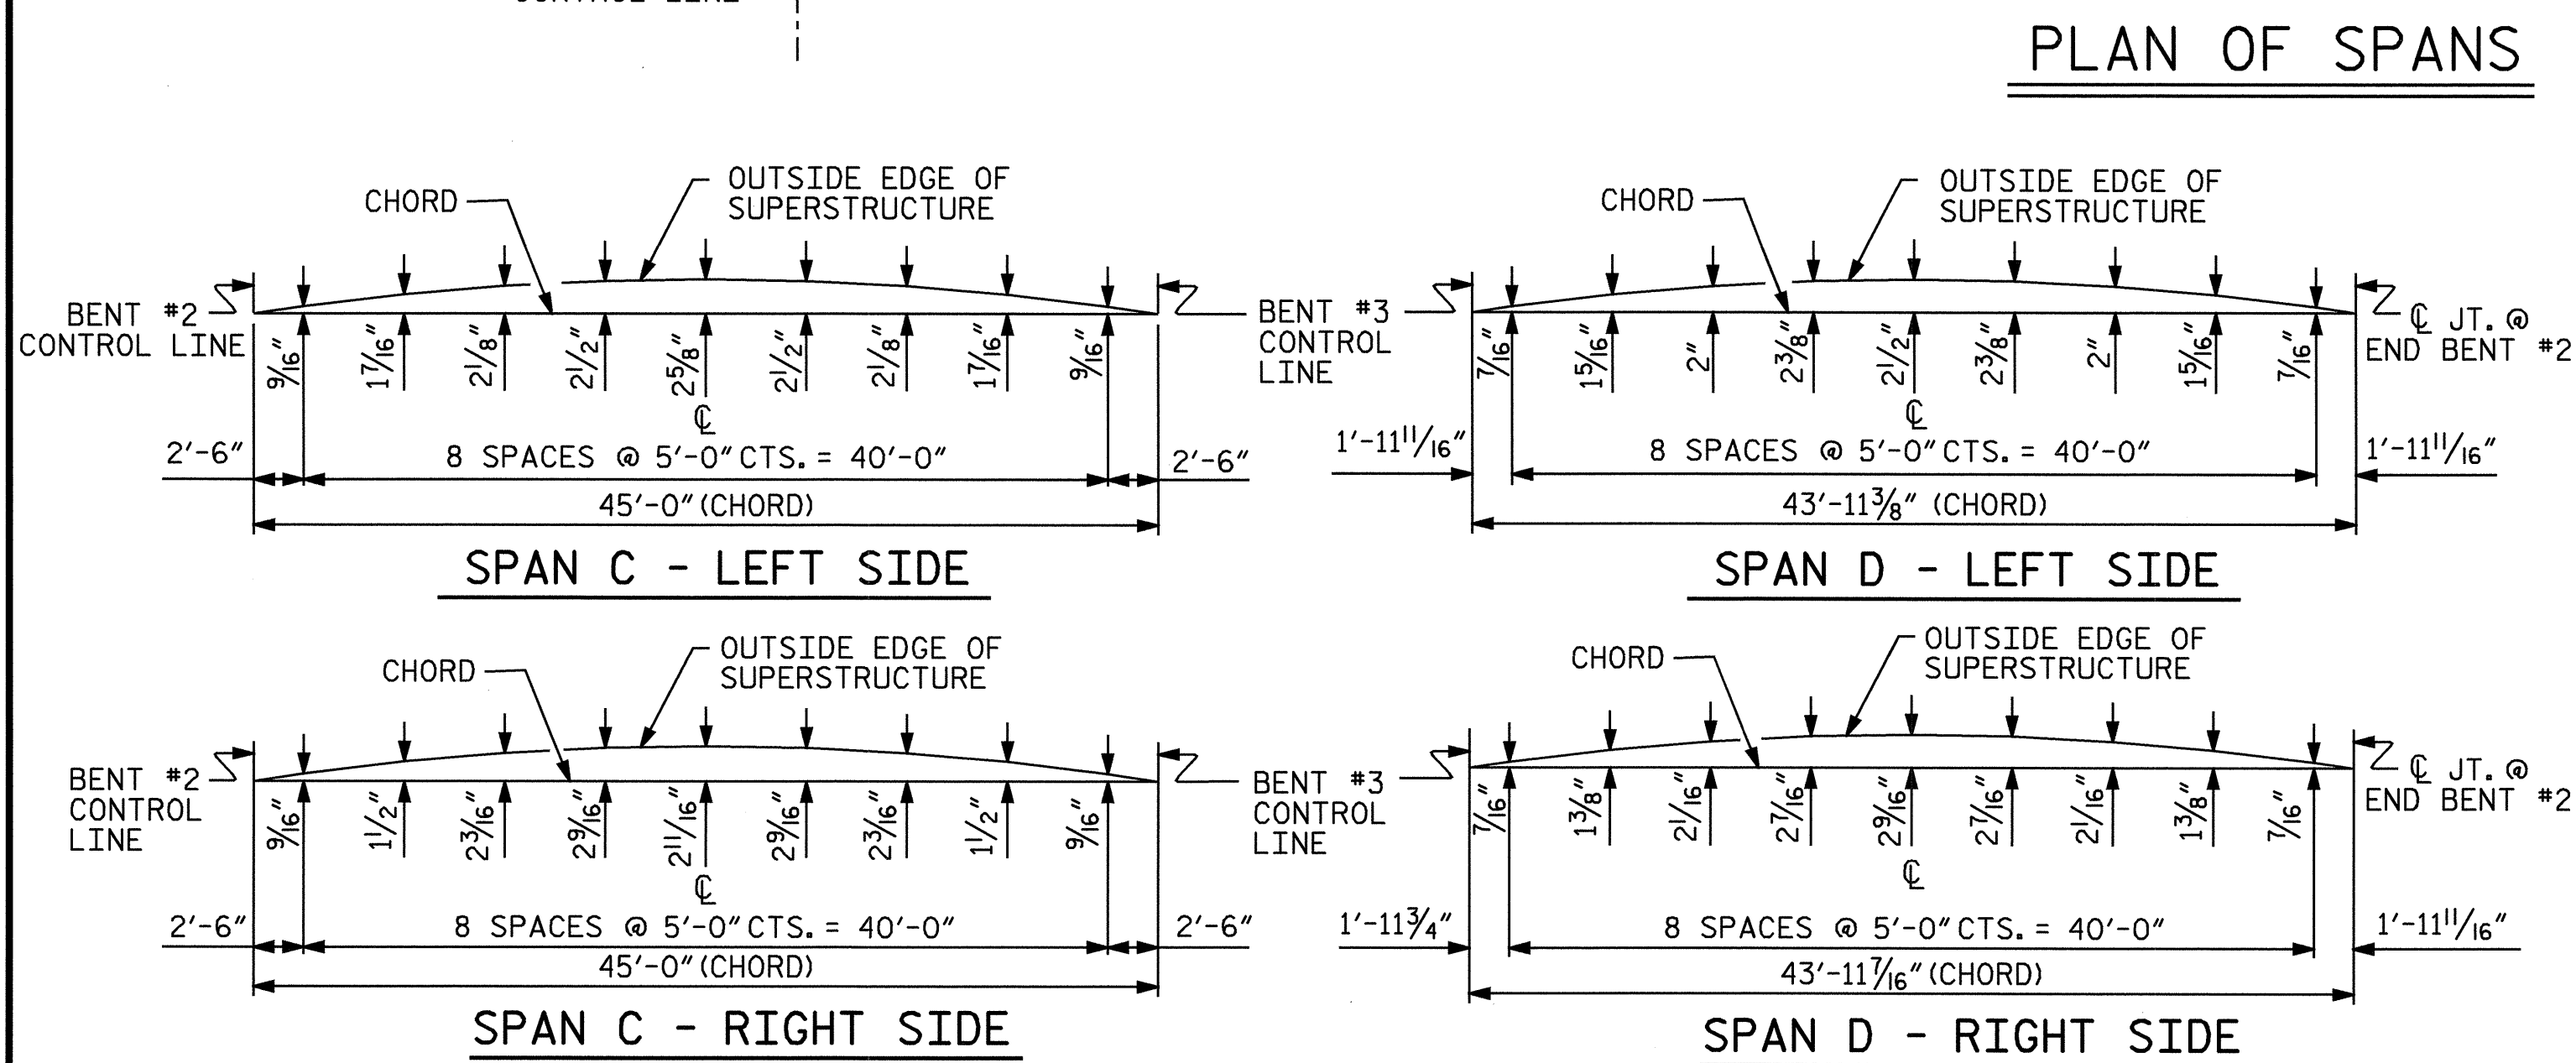 PLAN OF SPANS
CHORD
OUTSIDE EDGE OF
SUPERSTRUCTURE
BENT #2
CONTROL LINE
9/16"
1 7/16"
2 1/8"
2 1/2"
2 5/8"
2 1/2"
2 1/8"
1 7/16"
9/16"
℄
2'-6"
8 SPACES @ 5'-0" CTS. = 40'-0"
2'-6"
45'-0" (CHORD)
SPAN C - LEFT SIDE
CHORD
OUTSIDE EDGE OF
SUPERSTRUCTURE
BENT #3
CONTROL
LINE
7/16"
1 5/16"
2"
2 3/8"
2 1/2"
2 3/8"
2"
1 5/16"
7/16"
℄ JT. @
END BENT #2
℄
1'-11 11/16"
8 SPACES @ 5'-0" CTS. = 40'-0"
1'-11 11/16"
43'-11 3/8" (CHORD)
SPAN D - LEFT SIDE
CHORD
OUTSIDE EDGE OF
SUPERSTRUCTURE
BENT #2
CONTROL
LINE
9/16"
1 1/2"
2 3/16"
2 9/16"
2 11/16"
2 9/16"
2 3/16"
1 1/2"
9/16"
℄
2'-6"
8 SPACES @ 5'-0" CTS. = 40'-0"
2'-6"
45'-0" (CHORD)
SPAN C - RIGHT SIDE
CHORD
OUTSIDE EDGE OF
SUPERSTRUCTURE
BENT #3
CONTROL
LINE
7/16"
1 3/8"
2 1/16"
2 7/16"
2 9/16"
2 7/16"
2 1/16"
1 3/8"
7/16"
℄ JT. @
END BENT #2
℄
1'-11 3/4"
8 SPACES @ 5'-0" CTS. = 40'-0"
1'-11 11/16"
43'-11 7/16" (CHORD)
SPAN D - RIGHT SIDE